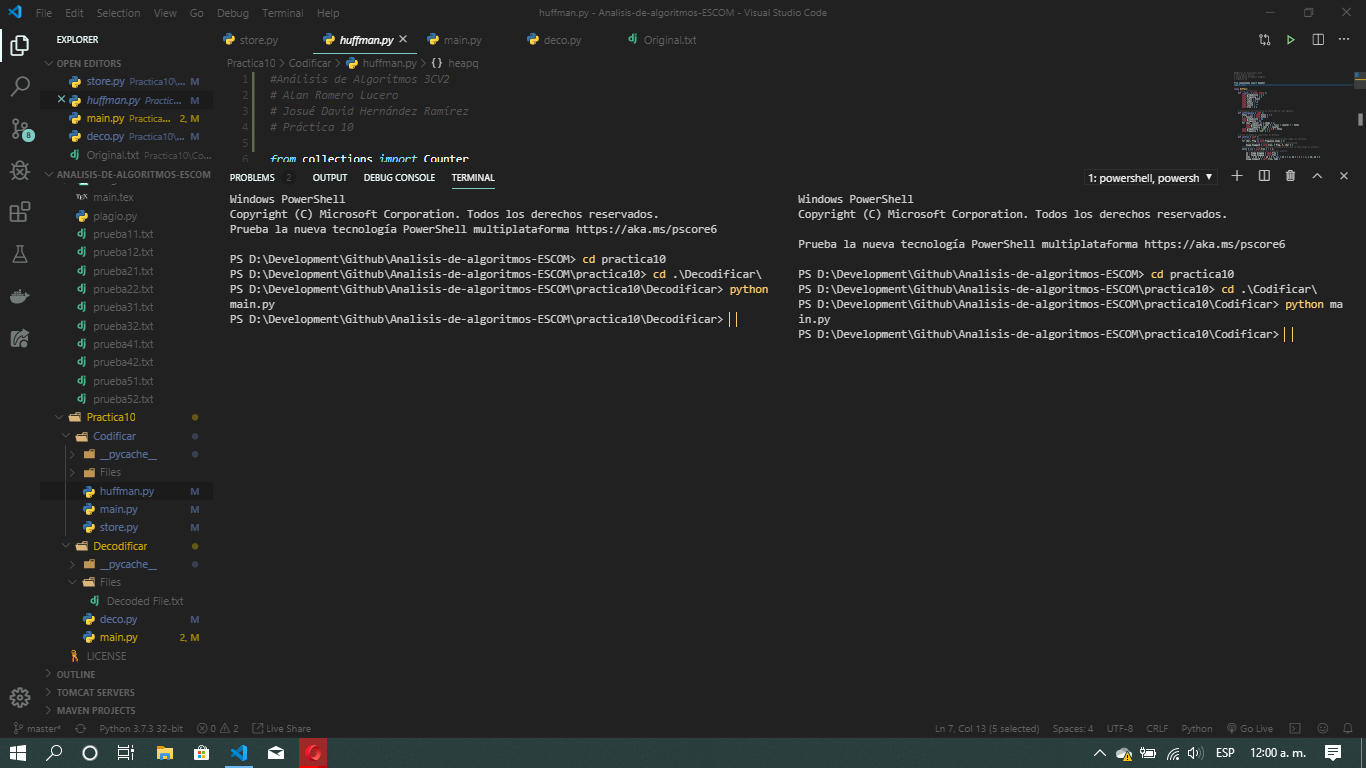 File Edit Selection View Go Debug Terminal Help
huffman.py - Analisis-de-algoritmos-ESCOM - Visual Studio Code
EXPLORER
OPEN EDITORS
store.py Practica10\... M
huffman.py Practic... M
main.py Practica... 2, M
deco.py Practica10\... M
Original.txt Practica10\Co...
ANALISIS-DE-ALGORITMOS-ESCOM
main.tex
plagio.py
prueba11.txt
prueba12.txt
prueba21.txt
prueba22.txt
prueba31.txt
prueba32.txt
prueba41.txt
prueba42.txt
prueba51.txt
prueba52.txt
Practica10
Codificar
__pycache__
Files
huffman.py M
main.py M
store.py M
Decodificar
__pycache__
Files
Decoded File.txt
deco.py M
main.py 2, M
LICENSE
OUTLINE
TOMCAT SERVERS
MAVEN PROJECTS
8
store.py huffman.py main.py deco.py Original.txt
Practica10 > Codificar > huffman.py > {} heapq
1 #Análisis de Algoritmos 3CV2
2 # Alan Romero Lucero
3 # Josué David Hernández Ramírez
4 # Práctica 10
5
6 from collections import Counter
PROBLEMS 2 OUTPUT DEBUG CONSOLE TERMINAL
1: powershell, powersh
Windows PowerShell
Copyright (C) Microsoft Corporation. Todos los derechos reservados.
Prueba la nueva tecnología PowerShell multiplataforma https://aka.ms/pscore6
PS D:\Development\Github\Analisis-de-algoritmos-ESCOM> cd practica10
PS D:\Development\Github\Analisis-de-algoritmos-ESCOM\practica10> cd .\Decodificar\
PS D:\Development\Github\Analisis-de-algoritmos-ESCOM\practica10\Decodificar> python
main.py
PS D:\Development\Github\Analisis-de-algoritmos-ESCOM\practica10\Decodificar>
Windows PowerShell
Copyright (C) Microsoft Corporation. Todos los derechos reservados.
Prueba la nueva tecnología PowerShell multiplataforma https://aka.ms/pscore6
PS D:\Development\Github\Analisis-de-algoritmos-ESCOM> cd practica10
PS D:\Development\Github\Analisis-de-algoritmos-ESCOM\practica10> cd .\Codificar\
PS D:\Development\Github\Analisis-de-algoritmos-ESCOM\practica10\Codificar> python ma
in.py
PS D:\Development\Github\Analisis-de-algoritmos-ESCOM\practica10\Codificar>
master* Python 3.7.3 32-bit 0 2 Live Share
Ln 7, Col 13 (5 selected) Spaces: 4 UTF-8 CRLF Python Go Live
ESP 12:00 a. m.